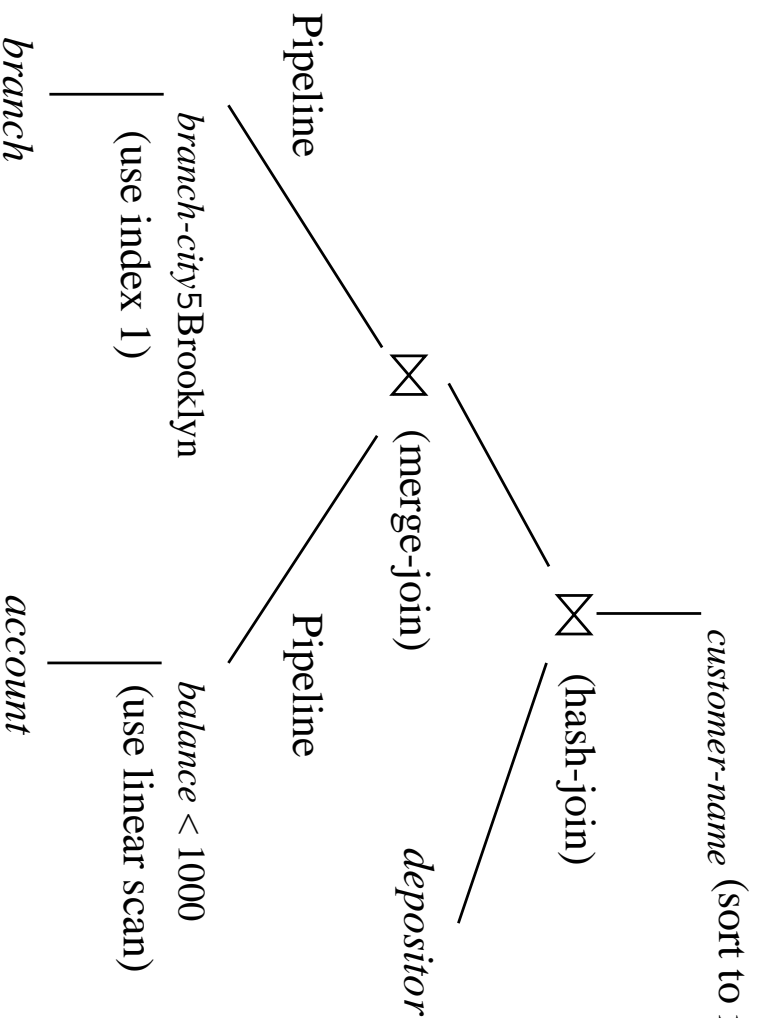 customer-name (sort to
⋈ (hash-join)
depositor
⋈ (merge-join)
Pipeline
Pipeline
branch-city5Brooklyn
(use index 1)
balance < 1000
(use linear scan)
branch
account